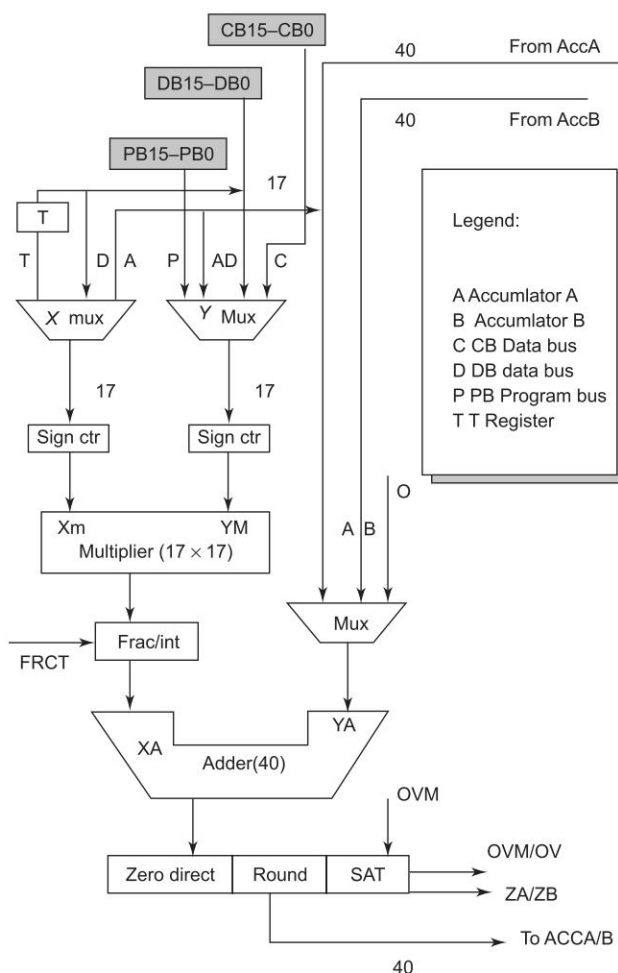 CB15–CB0
40
From AccA
DB15–DB0
40
From AccB
PB15–PB0
17
T
Legend:
T
D
A
P
AD
C
A Accumlator A
B Accumlator B
C CB Data bus
D DB data bus
P PB Program bus
T T Register
X mux
Y Mux
17
17
Sign ctr
Sign ctr
O
Xm
YM
Multiplier (17 × 17)
A
B
Mux
Frac/int
FRCT
XA
YA
Adder(40)
OVM
Zero direct
Round
SAT
OVM/OV
ZA/ZB
To ACCA/B
40